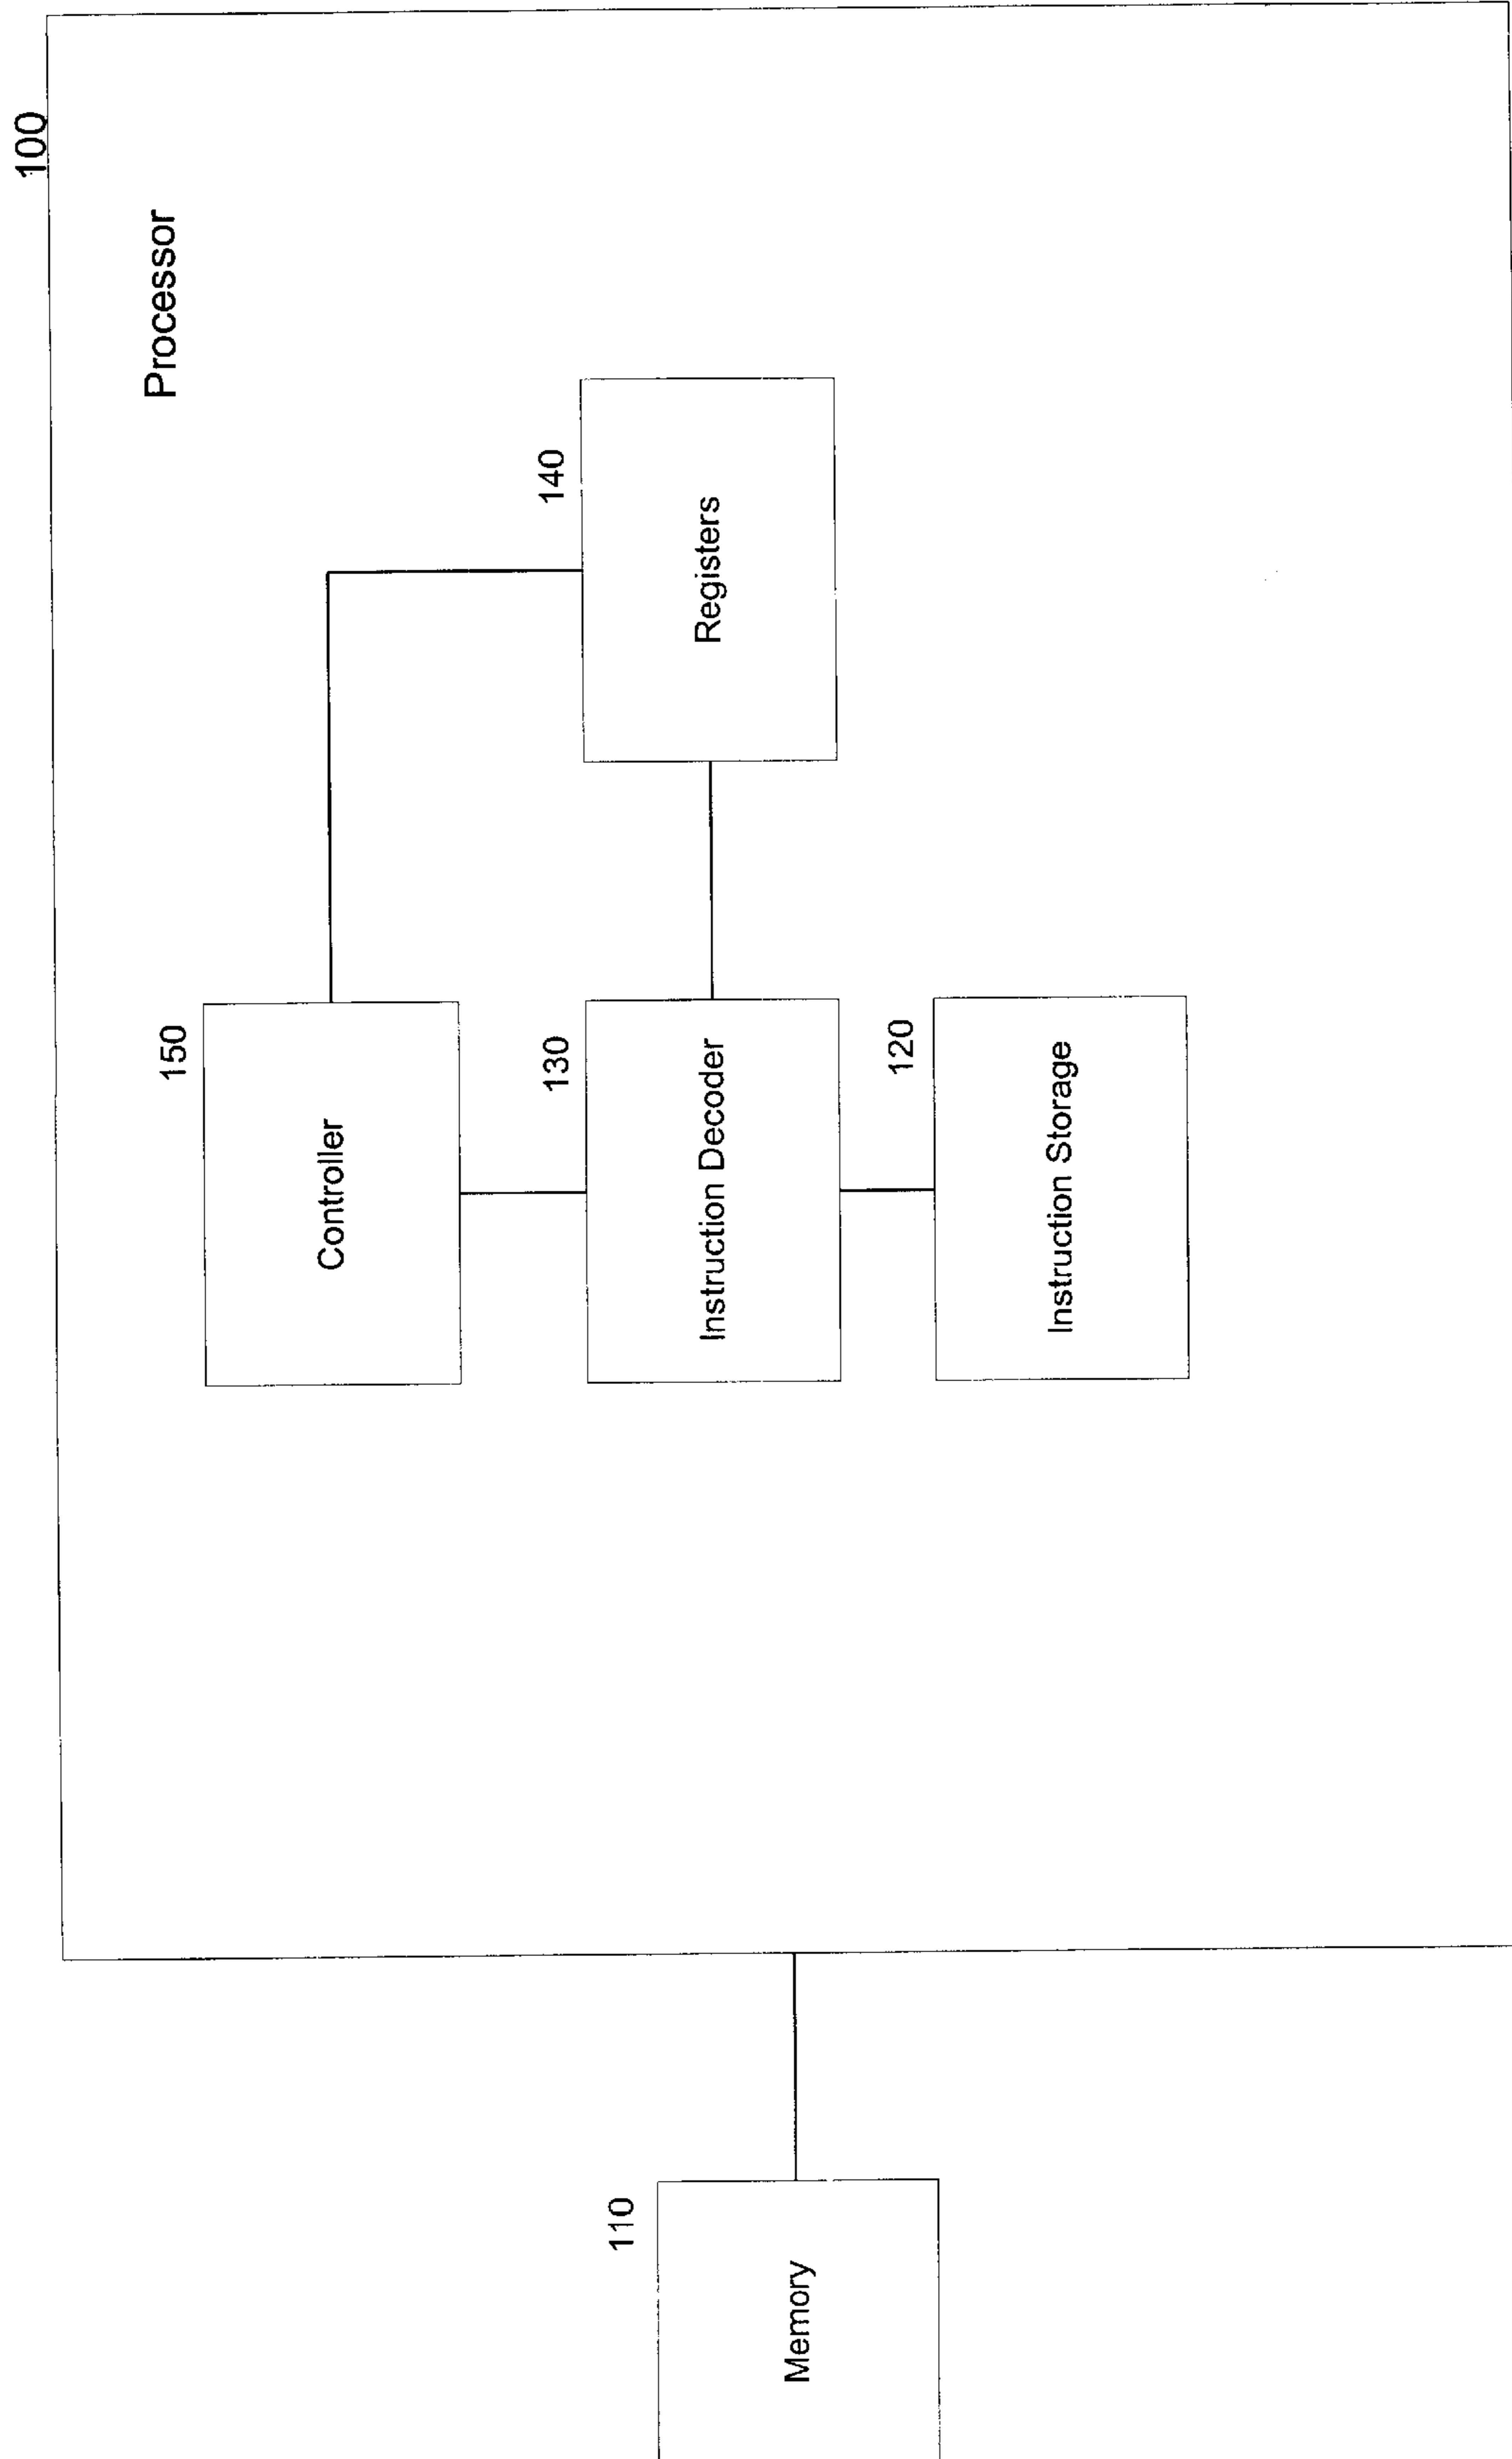 100
Processor
150
Controller
140
Registers
130
Instruction Decoder
120
Instruction Storage
110
Memory